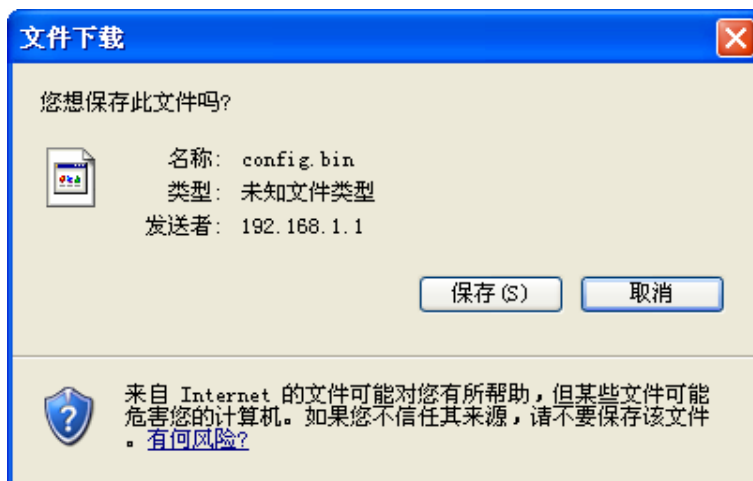 文件下载
您想保存此文件吗?
名称: config.bin
类型: 未知文件类型
发送者: 192.168.1.1
保存(S) 取消
来自 Internet 的文件可能对您有所帮助，但某些文件可能
危害您的计算机。如果您不信任其来源，请不要保存该文件
。有何风险?